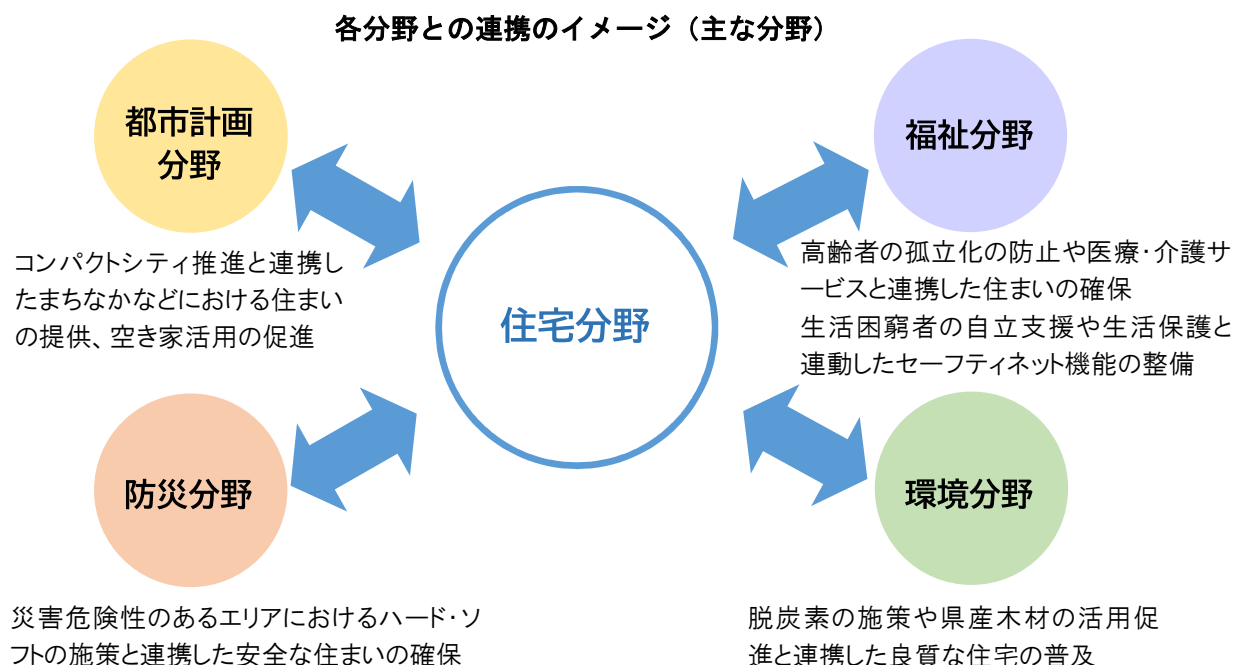 各分野との連携のイメージ（主な分野）
都市計画
分野
コンパクトシティ推進と連携し
たまちなかなどにおける住まい
の提供、空き家活用の促進
福祉分野
高齢者の孤立化の防止や医療･介護サ
ービスと連携した住まいの確保
生活困窮者の自立支援や生活保護と
連動したセーフティネット機能の整備
住宅分野
防災分野
災害危険性のあるエリアにおけるハード･ソ
フトの施策と連携した安全な住まいの確保
環境分野
脱炭素の施策や県産木材の活用促
進と連携した良質な住宅の普及